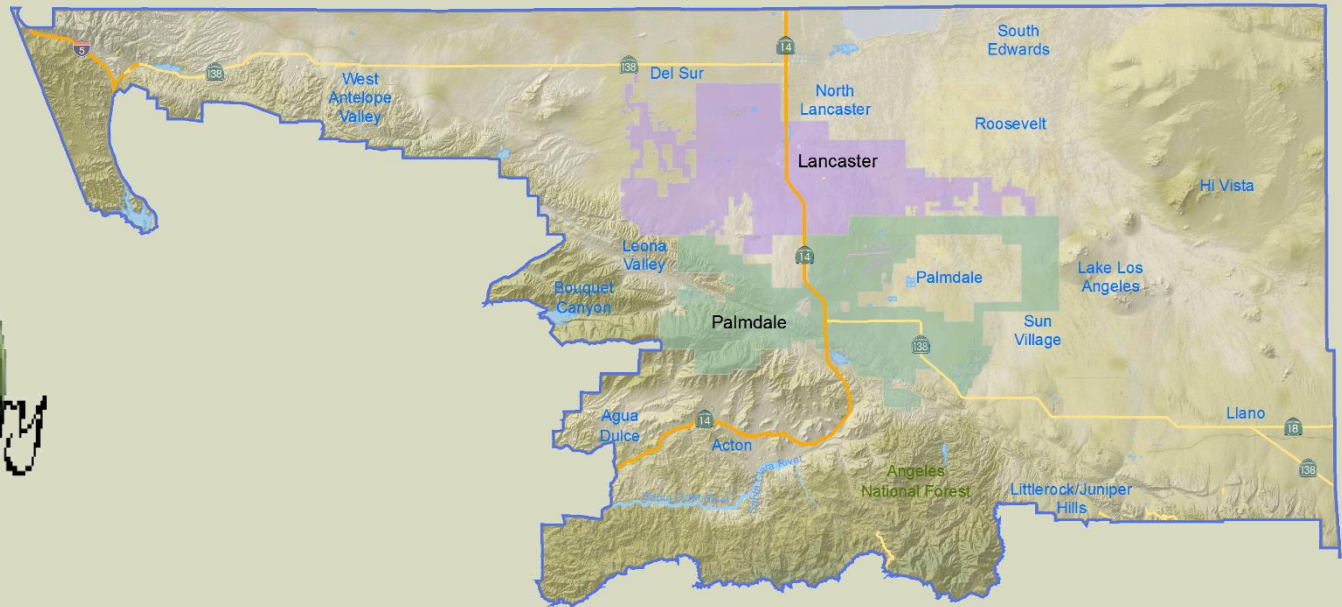 South
Edwards
5
14
138
138
Del Sur
West
Antelope
Valley
North
Lancaster
Roosevelt
Lancaster
Hi Vista
Leona
Valley
14
Palmdale
Lake Los
Angeles
Bouquet
Canyon
Palmdale
Sun
Village
138
Agua
Dulce
14
Acton
Llano
18
138
Angeles
National Forest
Littlerock/Juniper
Hills
River